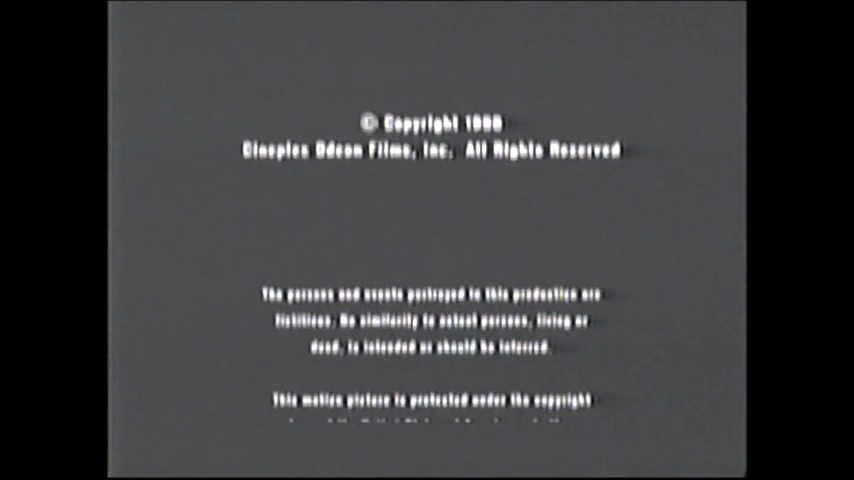 © Copyright
Cineplex Odeon Films, Inc. All Rights Reserved
The persons and events portrayed in this production are
fictitious. No similarity to actual persons, living or
dead, is intended or should be inferred.
This motion picture is protected under the copyright